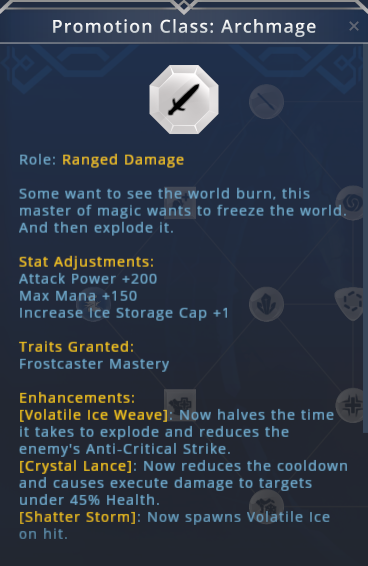 Promotion Class: Archmage
Role: Ranged Damage
Some want to see the world burn, this
master of magic wants to freeze the world.
And then explode it.
Stat Adjustments:
Attack Power +200
Max Mana +150
Increase Ice Storage Cap +1
Traits Granted:
Frostcaster Mastery
Enhancements:
[Volatile Ice Weave]: Now halves the time
it takes to explode and reduces the
enemy's Anti-Critical Strike.
[Crystal Lance]: Now reduces the cooldown
and causes execute damage to targets
under 45% Health.
[Shatter Storm]: Now spawns Volatile Ice
on hit.